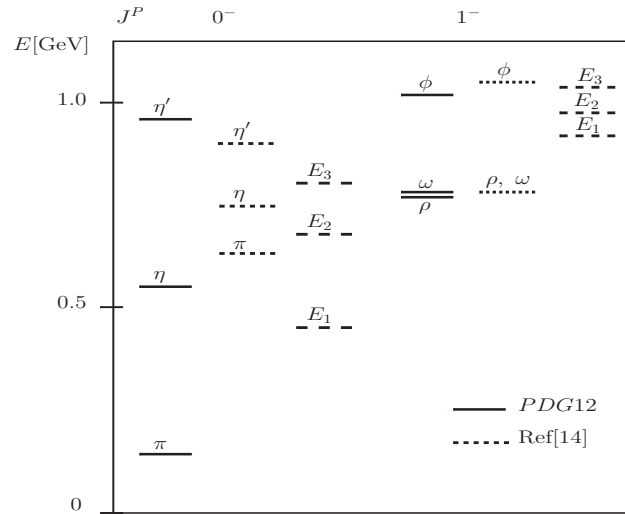 J^P 0^- 1^-
E[GeV]
ϕ ϕ E_3
1.0 η′ E_2
η′ E_1
E_3 ω ρ, ω
η ρ
π E_2
η
0.5
E_1
PDG12
π Ref[14]
0